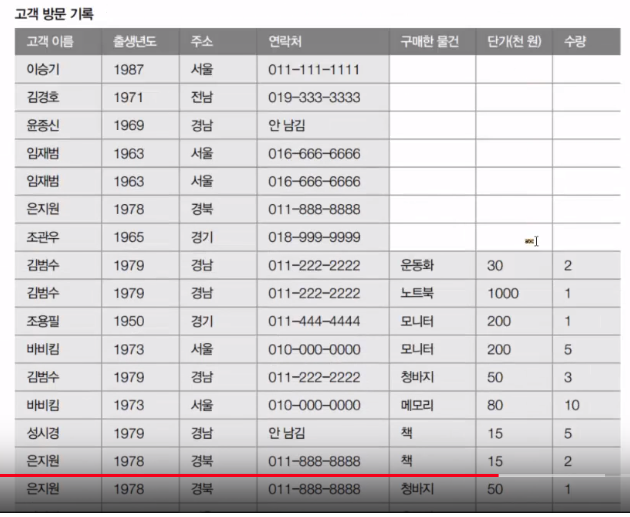 고객 방문 기록
고객 이름 출생년도 주소 연락처 구매한 물건 단가(천 원) 수량
이승기 1987 서울 011-111-1111
김경호 1971 전남 019-333-3333
윤종신 1969 경남 안 남김
임재범 1963 서울 016-666-6666
임재범 1963 서울 016-666-6666
은지원 1978 경북 011-888-8888
조관우 1965 경기 018-999-9999
김범수 1979 경남 011-222-2222 운동화 30 2
김범수 1979 경남 011-222-2222 노트북 1000 1
조용필 1950 경기 011-444-4444 모니터 200 1
바비킴 1973 서울 010-000-0000 모니터 200 5
김범수 1979 경남 011-222-2222 청바지 50 3
바비킴 1973 서울 010-000-0000 메모리 80 10
성시경 1979 경남 안 남김 책 15 5
은지원 1978 경북 011-888-8888 책 15 2
은지원 1978 경북 011-888-8888 청바지 50 1